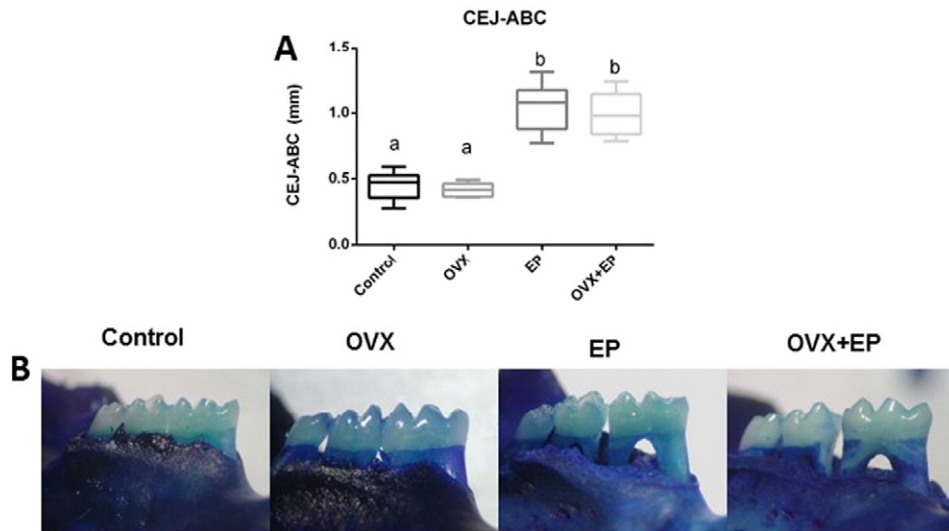 CEJ-ABC
A
CEJ-ABC (mm)
1.5
1.0
0.5
0.0
a
a
b
b
Control
OVX
EP
OVX+EP
B
Control
OVX
EP
OVX+EP